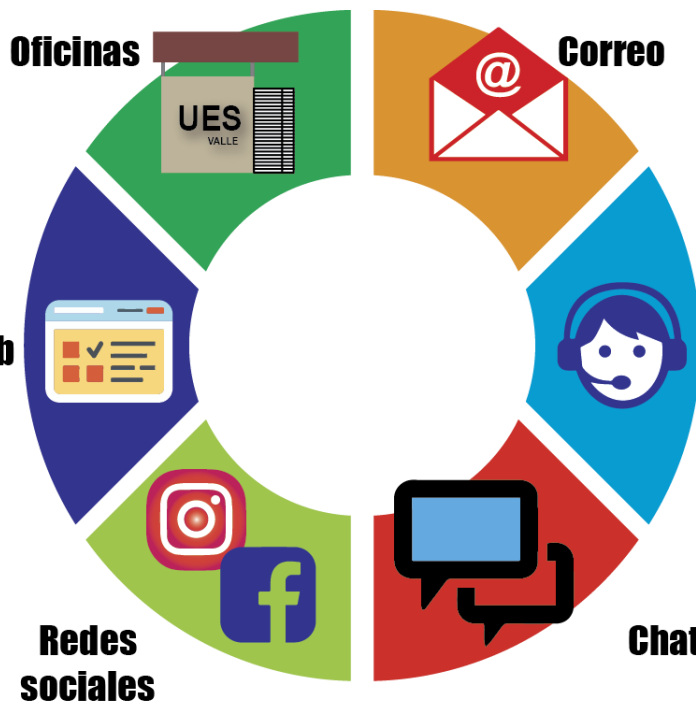 Oficinas
Correo
UES
VALLE
@
b
Redes
sociales
Chat